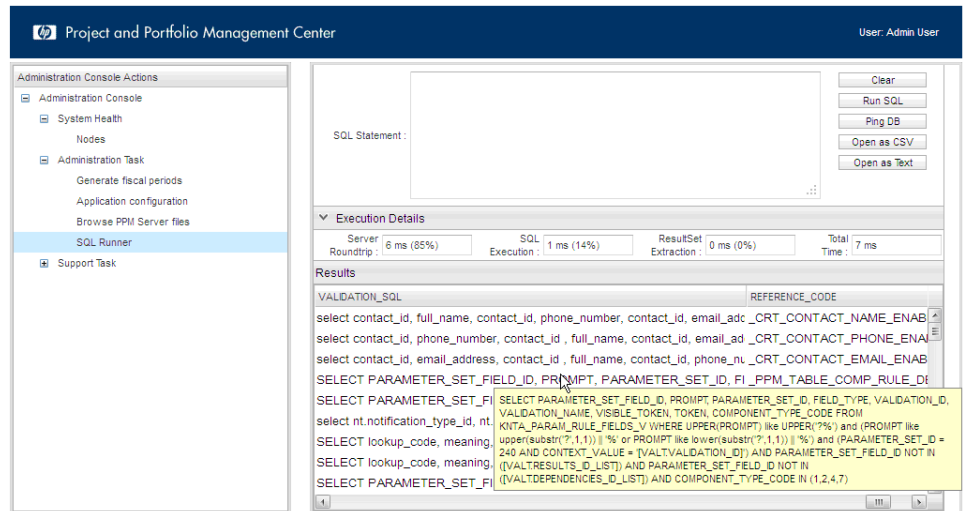 hp Project and Portfolio Management Center
User: Admin User
Administration Console Actions
Administration Console
System Health
Nodes
Administration Task
Generate fiscal periods
Application configuration
Browse PPM Server files
SQL Runner
Support Task
SQL Statement :
Clear
Run SQL
Ping DB
Open as CSV
Open as Text
Execution Details
Server Roundtrip : 6 ms (85%) SQL Execution : 1 ms (14%) ResultSet Extraction : 0 ms (0%) Total Time : 7 ms
Results
VALIDATION_SQL REFERENCE_CODE
select contact_id, full_name, contact_id, phone_number, contact_id, email_adc _CRT_CONTACT_NAME_ENAB
select contact_id, phone_number, contact_id , full_name, contact_id, email_ad _CRT_CONTACT_PHONE_ENA
select contact_id, email_address, contact_id , full_name, contact_id, phone_nu _CRT_CONTACT_EMAIL_ENAB
SELECT PARAMETER_SET_FIELD_ID, PROMPT, PARAMETER_SET_ID, FI _PPM_TABLE_COMP_RULE_DE
SELECT PARAMETER_SET_FI
select nt.notification_type_id, nt.
SELECT lookup_code, meaning,
SELECT lookup_code, meaning,
SELECT PARAMETER_SET_FI
SELECT PARAMETER_SET_FIELD_ID, PROMPT, PARAMETER_SET_ID, FIELD_TYPE, VALIDATION_ID,
VALIDATION_NAME, VISIBLE_TOKEN, TOKEN, COMPONENT_TYPE_CODE FROM
KNTA_PARAM_RULE_FIELDS_V WHERE UPPER(PROMPT) like UPPER('?%') and (PROMPT like
upper(substr('?',1,1)) || '%' or PROMPT like lower(substr('?',1,1)) || '%') and (PARAMETER_SET_ID =
240 AND CONTEXT_VALUE = '[VALT.VALIDATION_ID]') AND PARAMETER_SET_FIELD_ID NOT IN
([VALT.RESULTS_ID_LIST]) AND PARAMETER_SET_FIELD_ID NOT IN
([VALT.DEPENDENCIES_ID_LIST]) AND COMPONENT_TYPE_CODE IN (1,2,4,7)